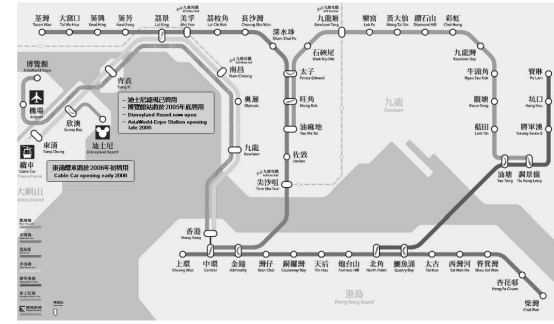 荃灣 大窩口 葵興 葵芳 荔景 美孚 荔枝角 長沙灣
Tsuen Wan Tai Wo Hau Kwai Hing Kwai Fong Lai King Mei Foo Lai Chi Kok Cheung Sha Wan
深水埗
Sham Shui Po
九龍塘 樂富 黃大仙 鑽石山 彩虹
Kowloon Tong Lok Fu Wong Tai Sin Diamond Hill Choi Hung
石硤尾
Shek Kip Mei
九龍灣
Kowloon Bay
博覽館
AsiaWorld-Expo
機場
Airport
青衣
Tsing Yi
南昌
Nam Cheong
太子
Prince Edward
牛頭角
Ngau Tau Kok
寶琳
Po Lam
欣澳
Sunny Bay
迪士尼
Disneyland Resort
– 迪士尼綫現已啟用
– 博覽館站將於2005年底啟用
– Disneyland Resort now open
– AsiaWorld-Expo Station opening
late 2005
奧運
Olympic
旺角
Mong Kok
九龍
Kowloon
觀塘
Kwun Tong
坑口
Hang Hau
東涌
Tung Chung
纜車
Cable Car
東涌纜車將於2006年初啟用
Cable Car opening early 2006
九龍
Kowloon
油麻地
Yau Ma Tei
藍田
Lam Tin
將軍澳
Tseung Kwan O
佐敦
Jordan
尖沙咀
Tsim Sha Tsui
油塘
Yau Tong
調景嶺
Tiu Keng Leng
大嶼山
香港
Hong Kong
上環 中環 金鐘 灣仔 銅鑼灣 天后 炮台山 北角 鰂魚涌 太古 西灣河 筲箕灣
Sheung Wan Central Admiralty Wan Chai Causeway Bay Tin Hau Fortress Hill North Point Quarry Bay Tai Koo Sai Wan Ho Shau Kei Wan
杏花邨
Heng Fa Chuen
柴灣
Chai Wan
港島
Hong Kong Island